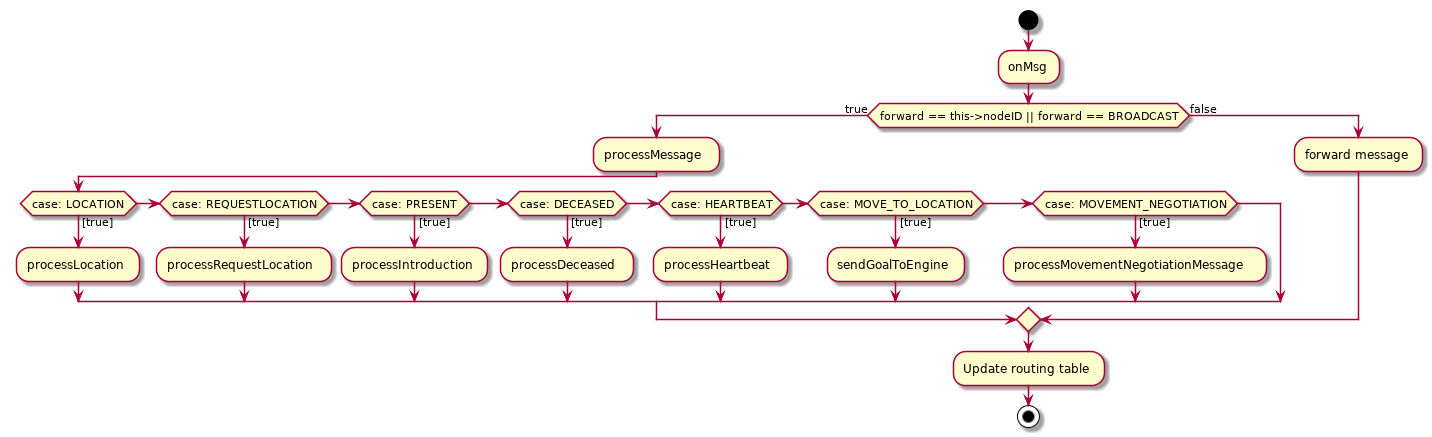 onMsg
true
forward == this->nodeID || forward == BROADCAST
false
processMessage
forward message
case: LOCATION
case: REQUESTLOCATION
case: PRESENT
case: DECEASED
case: HEARTBEAT
case: MOVE_TO_LOCATION
case: MOVEMENT_NEGOTIATION
[true]
[true]
[true]
[true]
[true]
[true]
[true]
processLocation
processRequestLocation
processIntroduction
processDeceased
processHeartbeat
sendGoalToEngine
processMovementNegotiationMessage
Update routing table